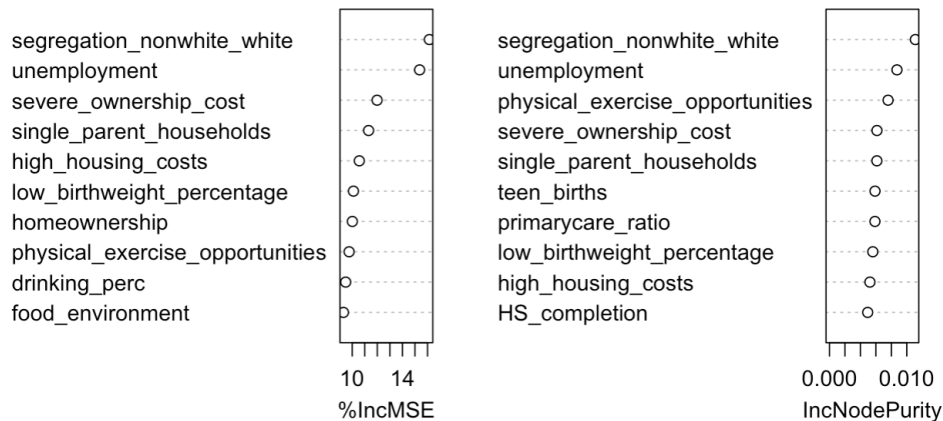 segregation_nonwhite_white
unemployment
severe_ownership_cost
single_parent_households
high_housing_costs
low_birthweight_percentage
homeownership
physical_exercise_opportunities
drinking_perc
food_environment
10 14
%IncMSE
segregation_nonwhite_white
unemployment
physical_exercise_opportunities
severe_ownership_cost
single_parent_households
teen_births
primarycare_ratio
low_birthweight_percentage
high_housing_costs
HS_completion
0.000 0.010
IncNodePurity